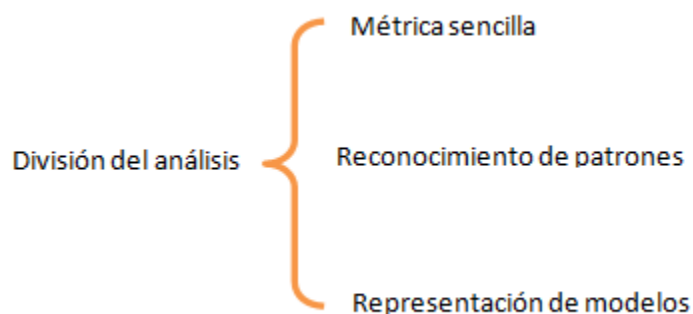 Métrica sencilla
División del análisis
Reconocimiento de patrones
Representación de modelos